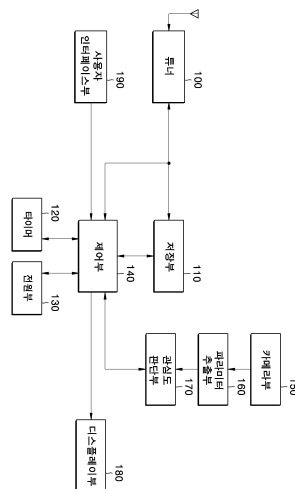 튜너
100
사용자
인터페이스부
190
저장부
110
제어부
140
타이머
120
전원부
130
카메라부
150
파라미터
추출부
160
관심도
판단부
170
디스플레이부
180